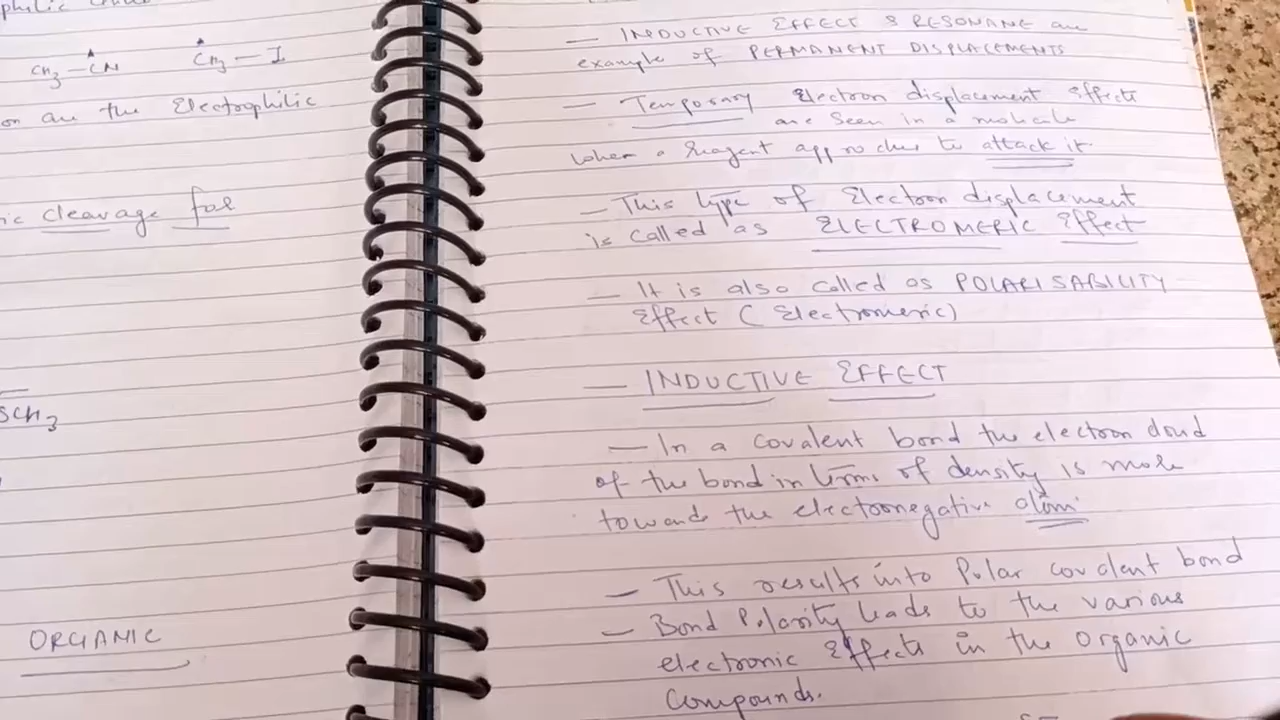 CH3 — CN CH3 — I
on are the Electrophilic
ic cleavage for
SCH3
ORGANIC
— INDUCTIVE EFFECT & RESONANE are
example of PERMANENT DISPLACEMENTS
— Temporary Electron displacement Effects
are seen in a molecule
when a reagent approches to attack it.
— This type of Electron displacement
is called as ELECTROMERIC Effect
— It is also called as POLARISABILITY
Effect (Electromeric)
— INDUCTIVE EFFECT
— In a covalent bond the electron cloud
of the bond in terms of density is more
towards the electronegative atom.
— This results into Polar covalent bond
— Bond Polarity leads to the various
electronic Effects in the organic
compounds.